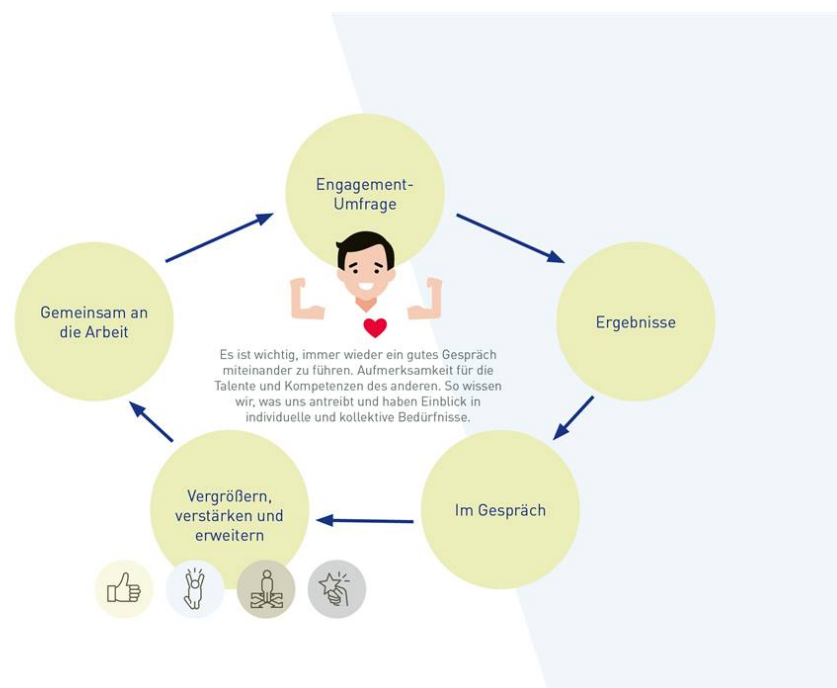 Engagement-
Umfrage
Gemeinsam an
die Arbeit
Ergebnisse
Es ist wichtig, immer wieder ein gutes Gespräch
miteinander zu führen. Aufmerksamkeit für die
Talente und Kompetenzen des anderen. So wissen
wir, was uns antreibt und haben Einblick in
individuelle und kollektive Bedürfnisse.
Vergrößern,
verstärken und
erweitern
Im Gespräch